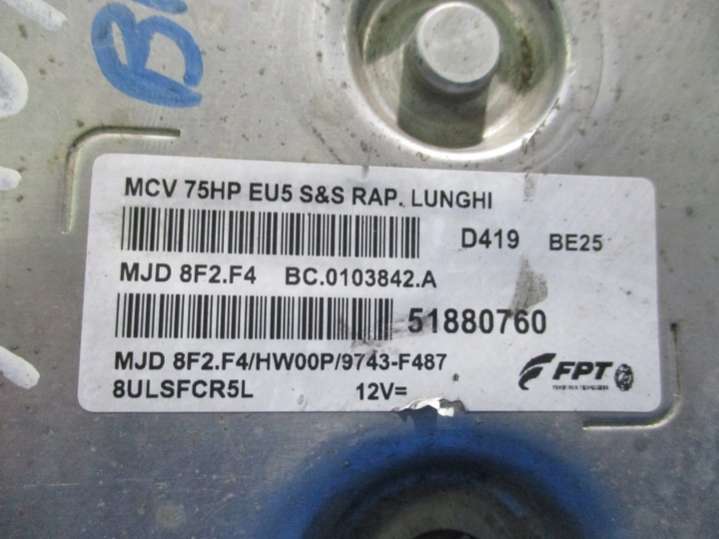 MCV 75HP EU5 S&S RAP. LUNGHI
D419 BE25
MJD 8F2.F4 BC.0103842.A
51880760
MJD 8F2.F4/HW00P/9743-F487
8ULSFCR5L 12V=
FPT